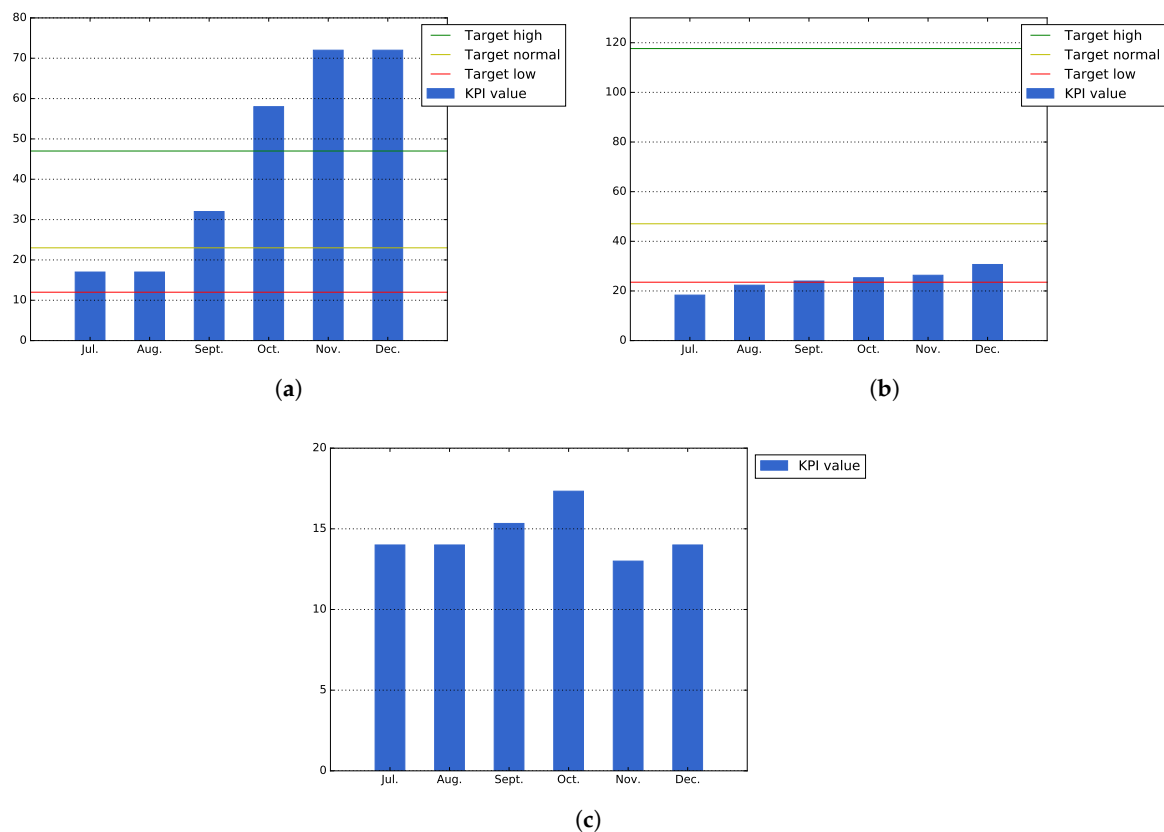 80
70
60
50
40
30
20
10
0
Jul. Aug. Sept. Oct. Nov. Dec.
Target high
Target normal
Target low
KPI value
(a)
120
100
80
60
40
20
0
Jul. Aug. Sept. Oct. Nov. Dec.
Target high
Target normal
Target low
KPI value
(b)
20
15
10
5
0
Jul. Aug. Sept. Oct. Nov. Dec.
KPI value
(c)